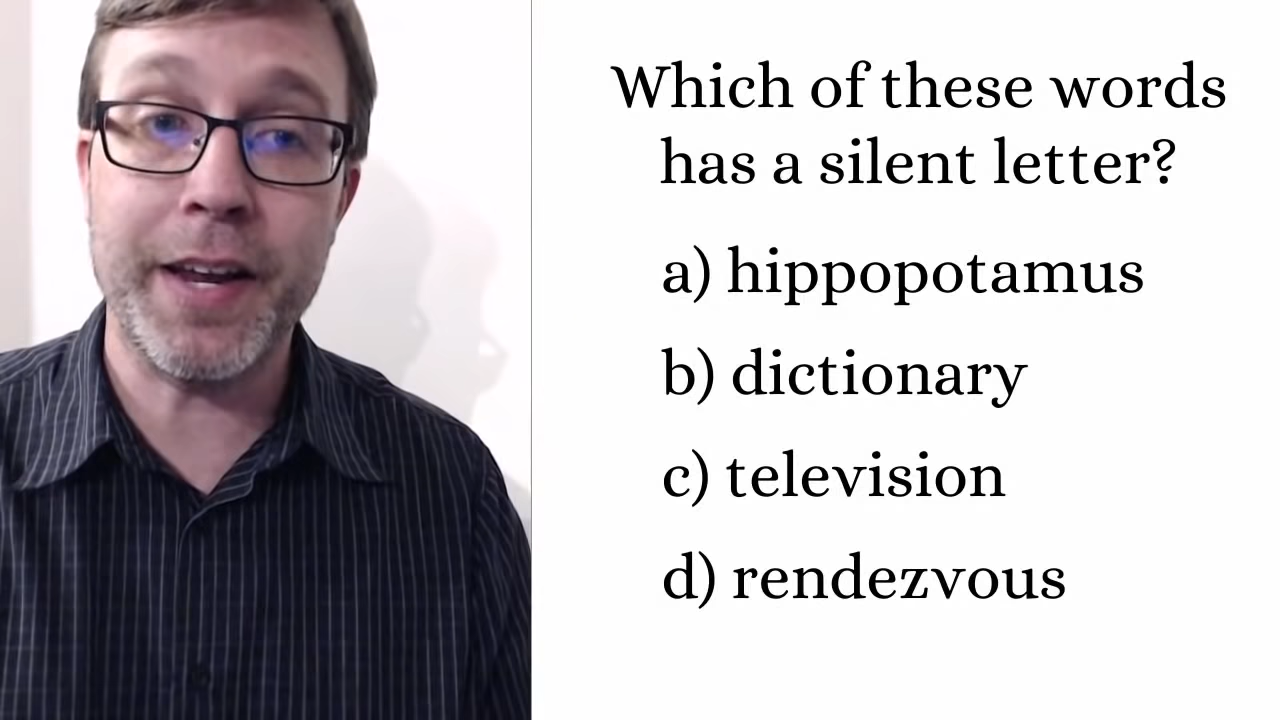 Which of these words
has a silent letter?
a) hippopotamus
b) dictionary
c) television
d) rendezvous